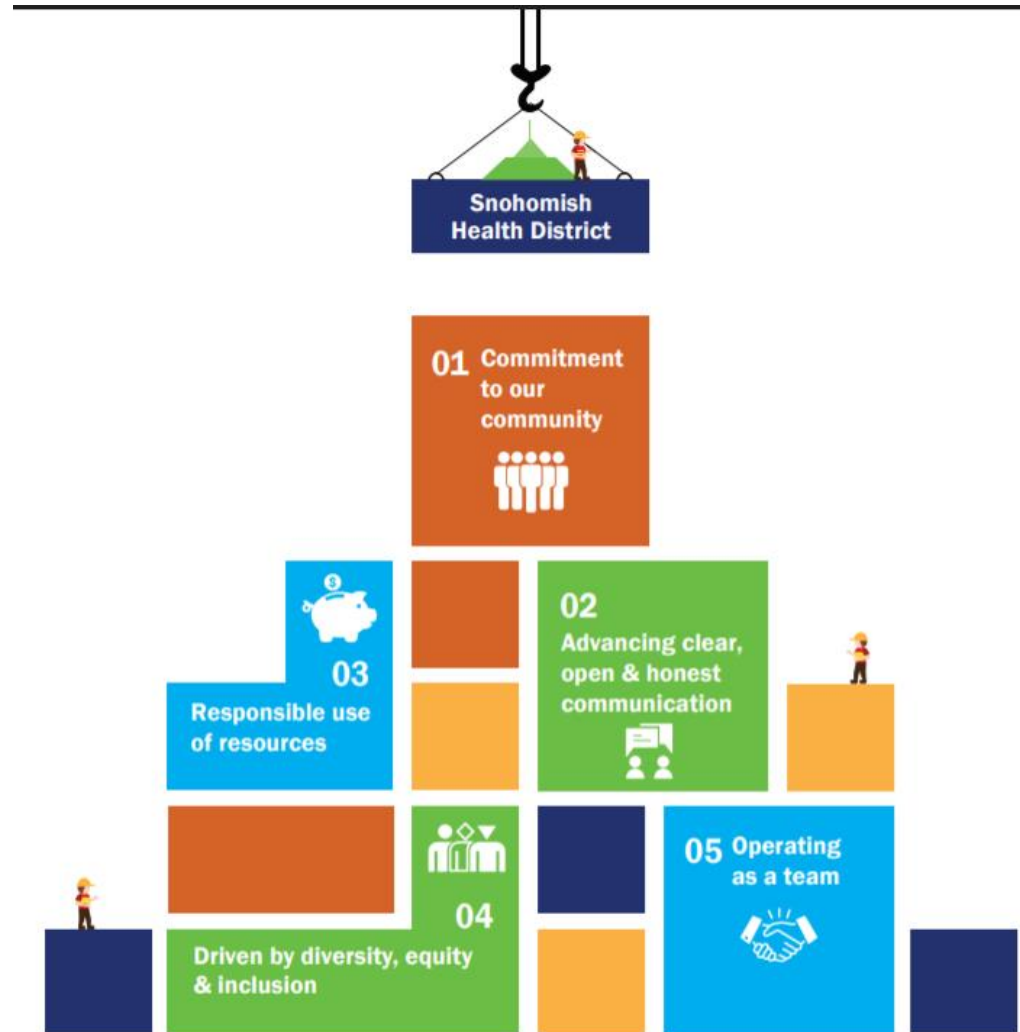 Snohomish
Health District
01 Commitment
to our
community
02
Advancing clear,
open & honest
communication
$
03
Responsible use
of resources
04
Driven by diversity, equity
& inclusion
05 Operating
as a team